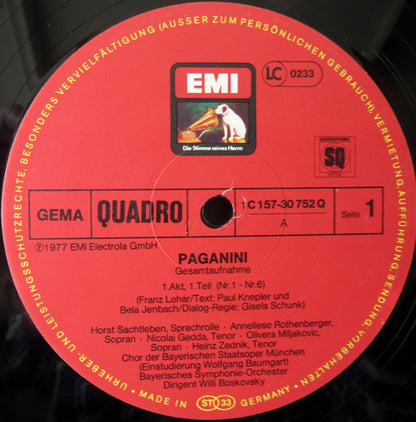 URHEBER- UND LEISTUNGSSCHUTZRECHTE, BESONDERS VERVIELFÄLTIGUNG (AUSSER ZUM PERSÖNLICHEN GEBRAUCH), VERMIETUNG, AUFFÜHRUNG, SENDUNG, VORBEHALTEN
EMI
LC 0233
Die Stimme seines Herrn
QUADRAPHONIC
SQ
GEMA
QUADRO
1C 157-30 752 Q
A
Seite 1
Ⓟ1977 EMI Electrola GmbH
PAGANINI
Gesamtaufnahme
1.Akt, 1.Teil (Nr.1 - Nr.6)
(Franz Lehár/Text: Paul Knepler und
Bela Jenbach/Dialog-Regie: Gisela Schunk)
Horst Sachtleben, Sprechrolle - Anneliese Rothenberger,
Sopran - Nicolai Gedda, Tenor - Olivera Miljakovic,
Sopran - Heinz Zednik, Tenor
Chor der Bayerischen Staatsoper München
(Einstudierung Wolfgang Baumgart)
Bayerisches Symphonie-Orchester
Dirigent Willi Boskovsky
• MADE IN STEREO 33 GERMANY •